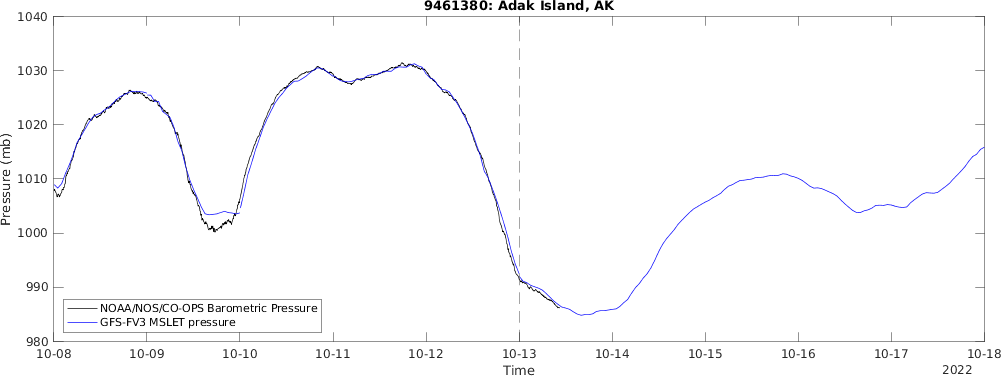 9461380: Adak Island, AK
Pressure (mb)
1040
1030
1020
1010
1000
990
980
NOAA/NOS/CO-OPS Barometric Pressure
GFS-FV3 MSLET pressure
10-08 10-09 10-10 10-11 10-12 10-13 10-14 10-15 10-16 10-17 10-18
Time
2022